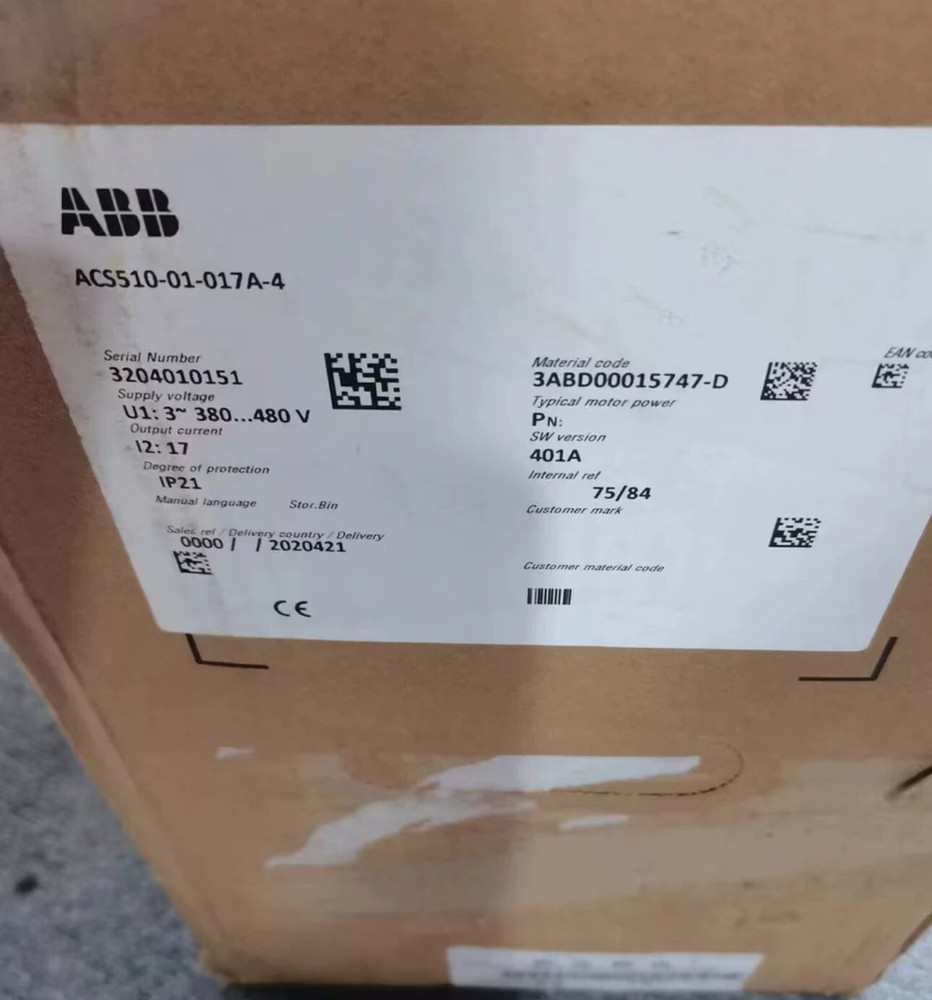 ABB
ACS510-01-017A-4
Serial Number
3204010151
Supply voltage
U1: 3~ 380...480 V
Output current
I2: 17
Degree of protection
IP21
Manual language Stor.Bin
Sales ref / Delivery country / Delivery
0000 / / 2020421
CE
Material code
3ABD00015747-D
Typical motor power
PN:
SW version
401A
Internal ref
75/84
Customer mark
Customer material code
EAN co